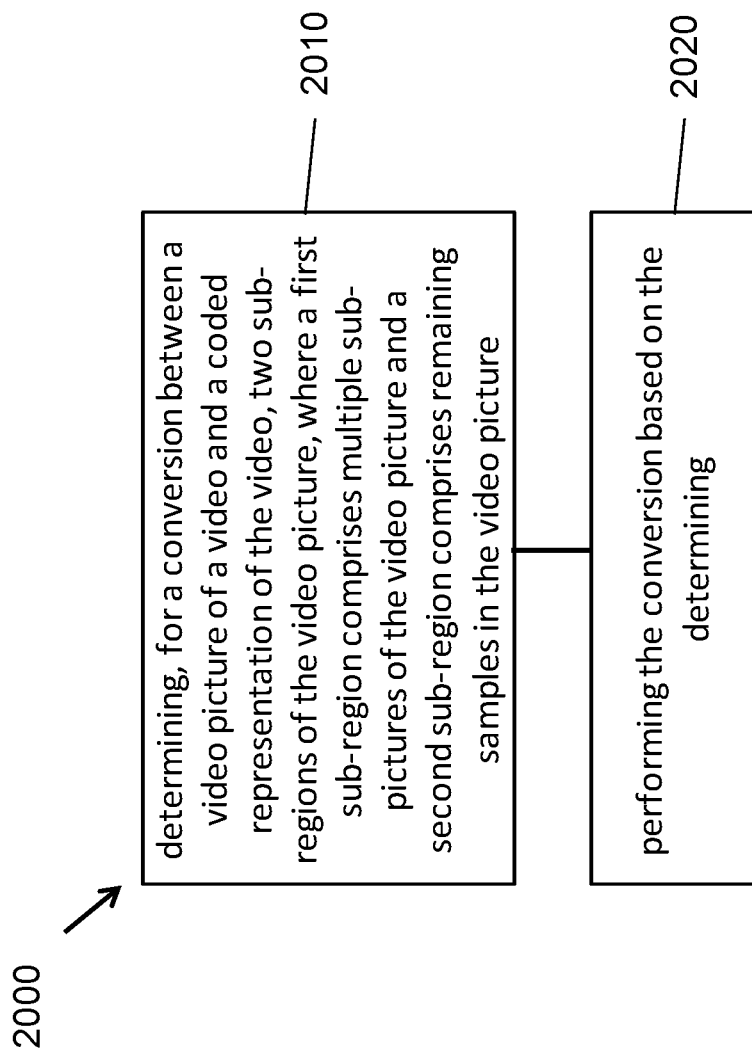 2000
determining, for a conversion between a
video picture of a video and a coded
representation of the video, two sub-
regions of the video picture, where a first
sub-region comprises multiple sub-
pictures of the video picture and a
second sub-region comprises remaining
samples in the video picture
2010
performing the conversion based on the
determining
2020